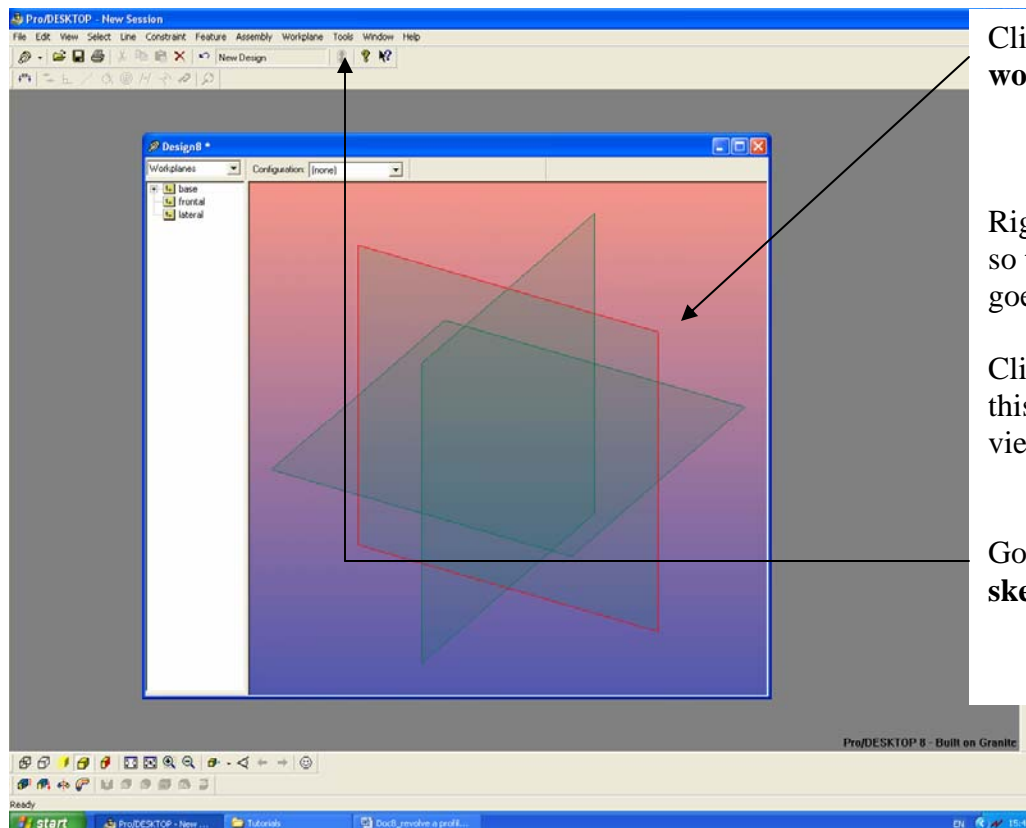 Pro/DESKTOP - New Session
File Edit View Select Line Constraint Feature Assembly Workplane Tools Window Help
New Design
Design8 *
Workplanes
Configuration: (none)
base
frontal
lateral
Cli
wo
Rig
so
goe
Cli
this
vie
Go
ske
Pro/DESKTOP 8 - Built on Granite
Ready
start Pro/DESKTOP - New ... Tutorials Doc8_revolve a profil... EN 15:4